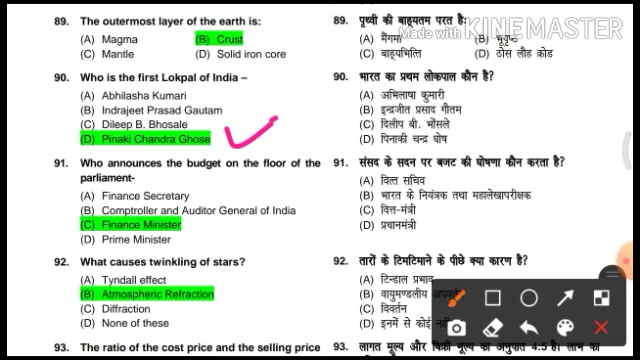 89. The outermost layer of the earth is:
(A) Magma (B) Crust
(C) Mantle (D) Solid iron core
90. Who is the first Lokpal of India –
(A) Abhilasha Kumari
(B) Indrajeet Prasad Gautam
(C) Dileep B. Bhosale
(D) Pinaki Chandra Ghose
91. Who announces the budget on the floor of the
parliament-
(A) Finance Secretary
(B) Comptroller and Auditor General of India
(C) Finance Minister
(D) Prime Minister
92. What causes twinkling of stars?
(A) Tyndall effect
(B) Atmospheric Refraction
(C) Diffraction
(D) None of these
93. The ratio of the cost price and the selling price
89. पृथ्वी की बाह्यतम परत है:
Made with KINEMASTER
(A) मैगमा (B) भूपृष्ठ
(C) बाह्यभित्ति (D) ठोस लौह क्रोड
90. भारत का प्रथम लोकपाल कौन है?
(A) अभिलाषा कुमारी
(B) इन्द्रजीत प्रसाद गौतम
(C) दिलीप बी. भोंसले
(D) पिनाकी चन्द्र घोष
91. संसद के सदन पर बजट की घोषणा कौन करता है?
(A) वित्त सचिव
(B) भारत के नियंत्रक तथा महालेखापरीक्षक
(C) वित्त-मंत्री
(D) प्रधानमंत्री
92. तारों के टिमटिमाने के पीछे क्या कारण है?
(A) टिन्डाल प्रभाव
(B) वायुमण्डलीय
(C) विवर्तन
(D) इनमें से कोई नहीं
93. लागत मूल्य और बिक्री मूल्य का अनुपात 4:5 है। लाभ का